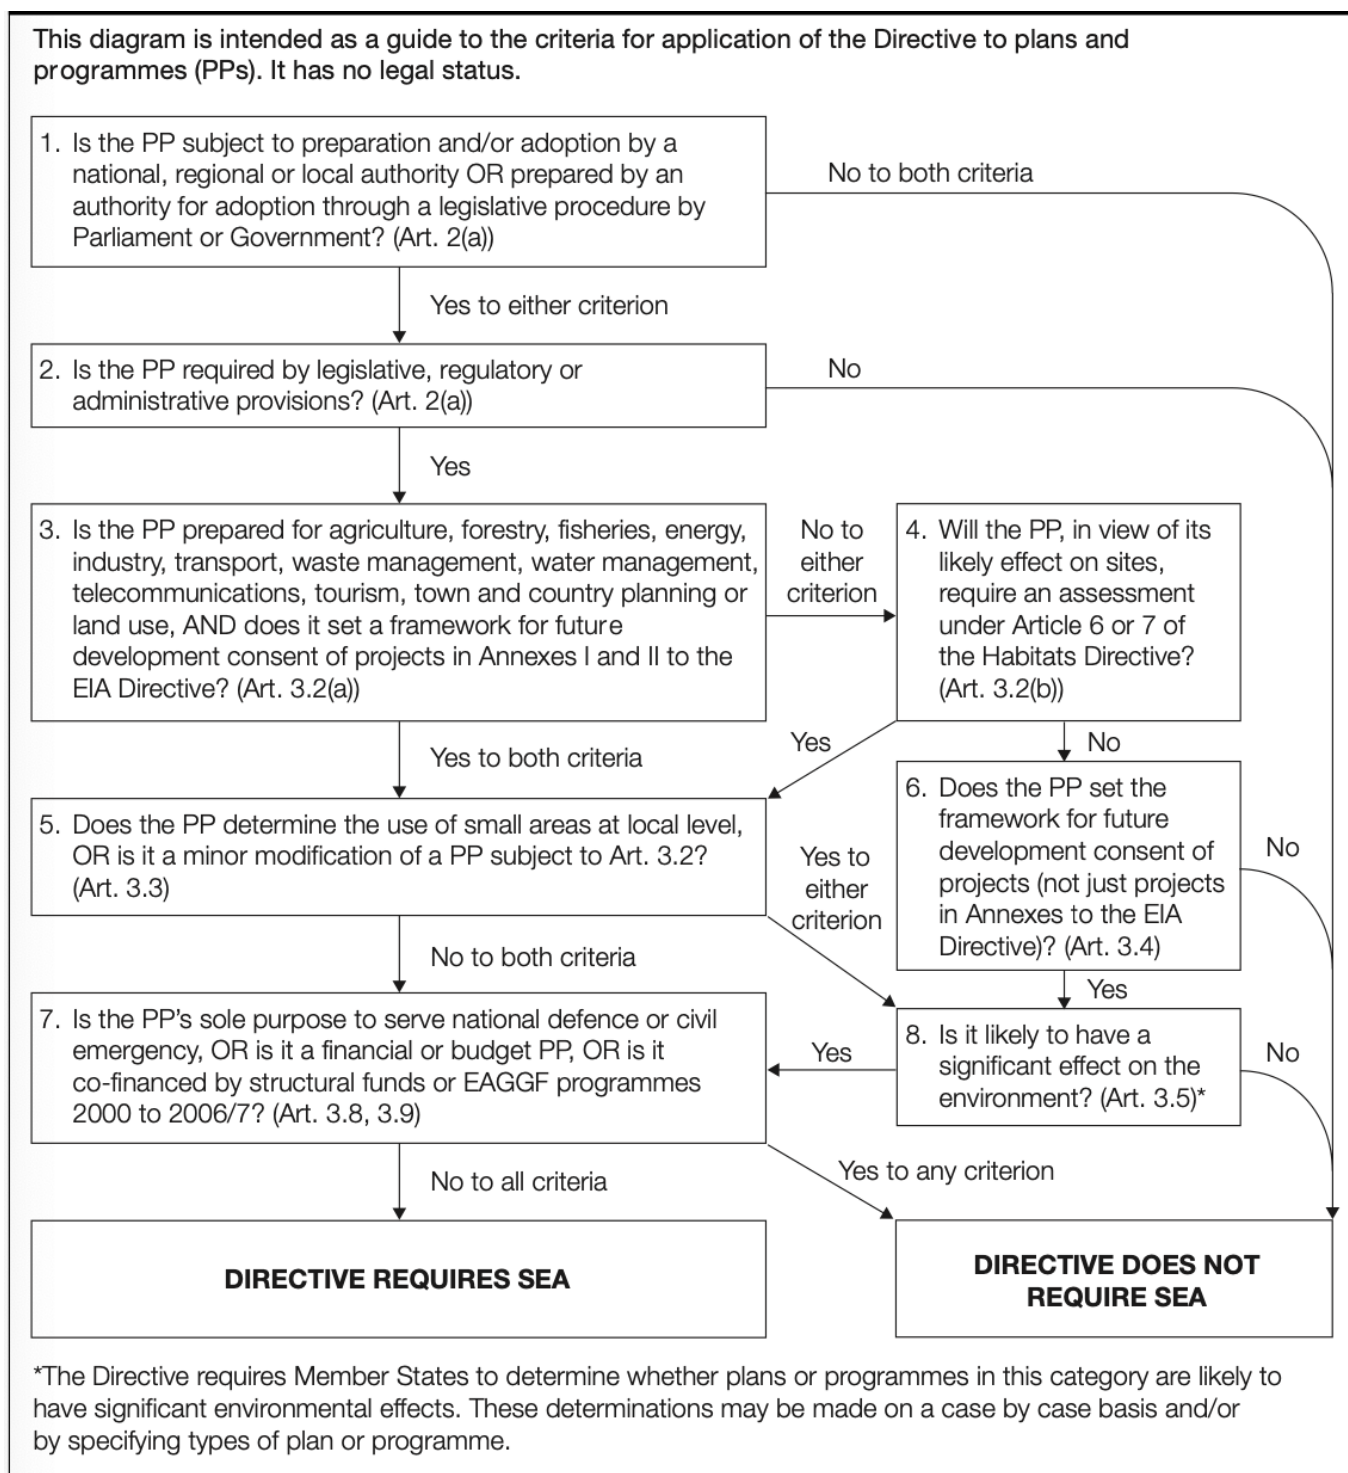 This diagram is intended as a guide to the criteria for application of the Directive to plans and
programmes (PPs). It has no legal status.
1. Is the PP subject to preparation and/or adoption by a
national, regional or local authority OR prepared by an
authority for adoption through a legislative procedure by
Parliament or Government? (Art. 2(a))
No to both criteria
Yes to either criterion
2. Is the PP required by legislative, regulatory or
administrative provisions? (Art. 2(a))
No
Yes
3. Is the PP prepared for agriculture, forestry, fisheries, energy,
industry, transport, waste management, water management,
telecommunications, tourism, town and country planning or
land use, AND does it set a framework for future
development consent of projects in Annexes I and II to the
EIA Directive? (Art. 3.2(a))
No to
either
criterion
4. Will the PP, in view of its
likely effect on sites,
require an assessment
under Article 6 or 7 of
the Habitats Directive?
(Art. 3.2(b))
Yes to both criteria
Yes
No
5. Does the PP determine the use of small areas at local level,
OR is it a minor modification of a PP subject to Art. 3.2?
(Art. 3.3)
Yes to
either
criterion
6. Does the PP set the
framework for future
development consent of
projects (not just projects
in Annexes to the EIA
Directive)? (Art. 3.4)
No
No to both criteria
Yes
7. Is the PP's sole purpose to serve national defence or civil
emergency, OR is it a financial or budget PP, OR is it
co-financed by structural funds or EAGGF programmes
2000 to 2006/7? (Art. 3.8, 3.9)
Yes
8. Is it likely to have a
significant effect on the
environment? (Art. 3.5)*
No
No to all criteria
Yes to any criterion
DIRECTIVE REQUIRES SEA
DIRECTIVE DOES NOT
REQUIRE SEA
*The Directive requires Member States to determine whether plans or programmes in this category are likely to
have significant environmental effects. These determinations may be made on a case by case basis and/or
by specifying types of plan or programme.